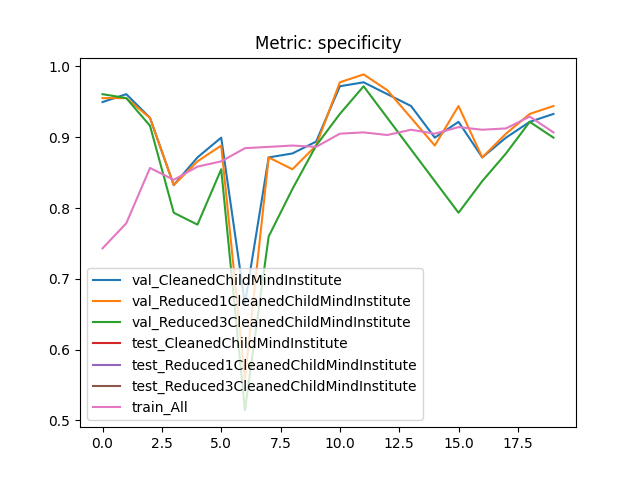 Metric: specificity
1.0
0.9
0.8
0.7
0.6
0.5
val_CleanedChildMindInstitute
val_Reduced1CleanedChildMindInstitute
val_Reduced3CleanedChildMindInstitute
test_CleanedChildMindInstitute
test_Reduced1CleanedChildMindInstitute
test_Reduced3CleanedChildMindInstitute
train_All
0.0 2.5 5.0 7.5 10.0 12.5 15.0 17.5